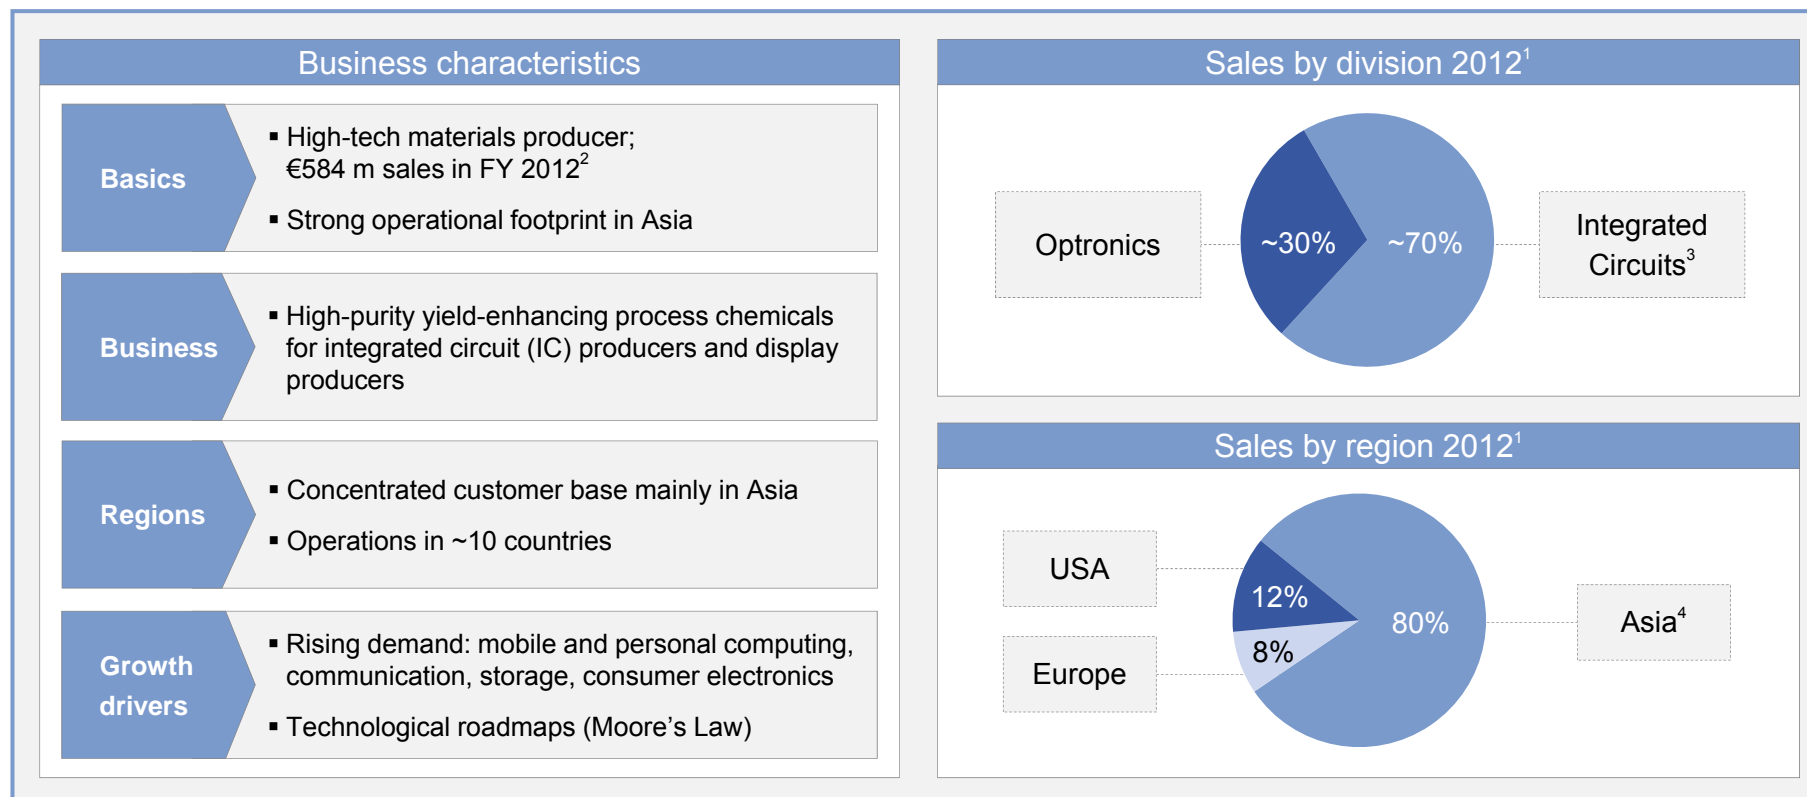 Business characteristics
Basics
▪ High-tech materials producer;
€584 m sales in FY 2012²
▪ Strong operational footprint in Asia
Business
▪ High-purity yield-enhancing process chemicals
for integrated circuit (IC) producers and display
producers
Regions
▪ Concentrated customer base mainly in Asia
▪ Operations in ~10 countries
Growth
drivers
▪ Rising demand: mobile and personal computing,
communication, storage, consumer electronics
▪ Technological roadmaps (Moore’s Law)
Sales by division 2012¹
Optronics
~30%
~70%
Integrated
Circuits³
Sales by region 2012¹
USA
12%
80%
Asia⁴
Europe
8%